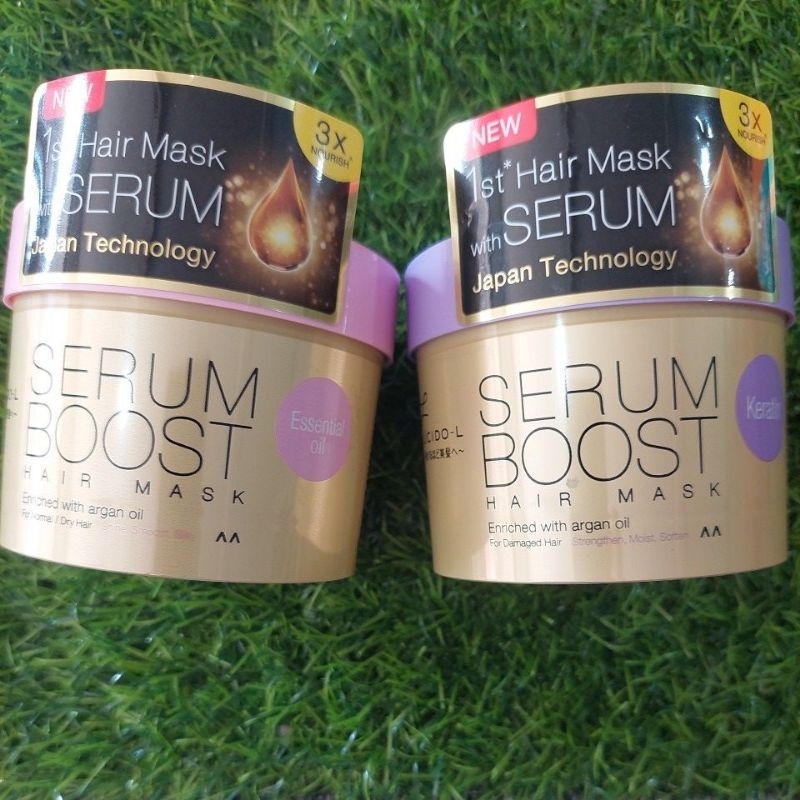 NEW
1st Hair Mask
with SERUM
Japan Technology
3X
NOURISH
SERUM
BOOST
HAIR MASK
Essential
oil
Enriched with argan oil
For Normal / Dry Hair Shine, Smooth,
NEW
1st* Hair Mask
with SERUM
Japan Technology
3X
NOURISH
SERUM
BOOST
HAIR MASK
Keratin
Enriched with argan oil
For Damaged Hair Strengthen, Moist, Soften